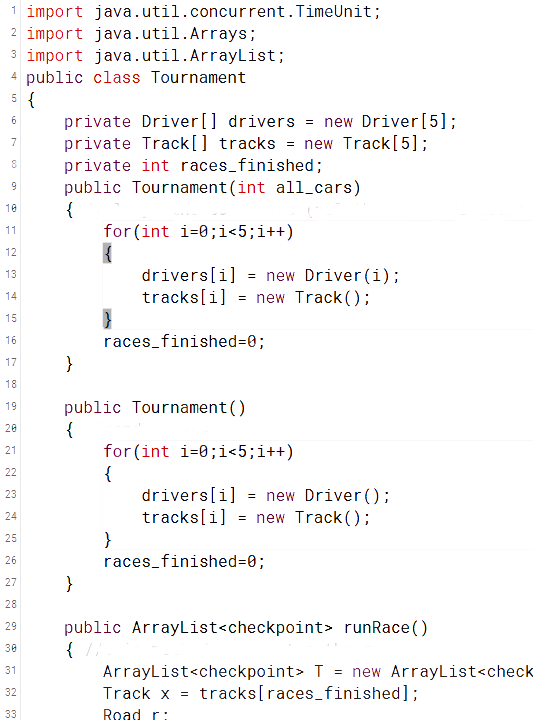 1 import java.util.concurrent.TimeUnit;
2 import java.util.Arrays;
3 import java.util.ArrayList;
4 public class Tournament
5 {
6 private Driver[] drivers = new Driver[5];
7 private Track[] tracks = new Track[5];
8 private int races_finished;
9 public Tournament(int all_cars)
10 {
11 for(int i=0;i<5;i++)
12 {
13 drivers[i] = new Driver(i);
14 tracks[i] = new Track();
15 }
16 races_finished=0;
17 }
18
19 public Tournament()
20 {
21 for(int i=0;i<5;i++)
22 {
23 drivers[i] = new Driver();
24 tracks[i] = new Track();
25 }
26 races_finished=0;
27 }
28
29 public ArrayList<checkpoint> runRace()
30 { //
31 ArrayList<checkpoint> T = new ArrayList<check
32 Track x = tracks[races_finished];
33 Road r;